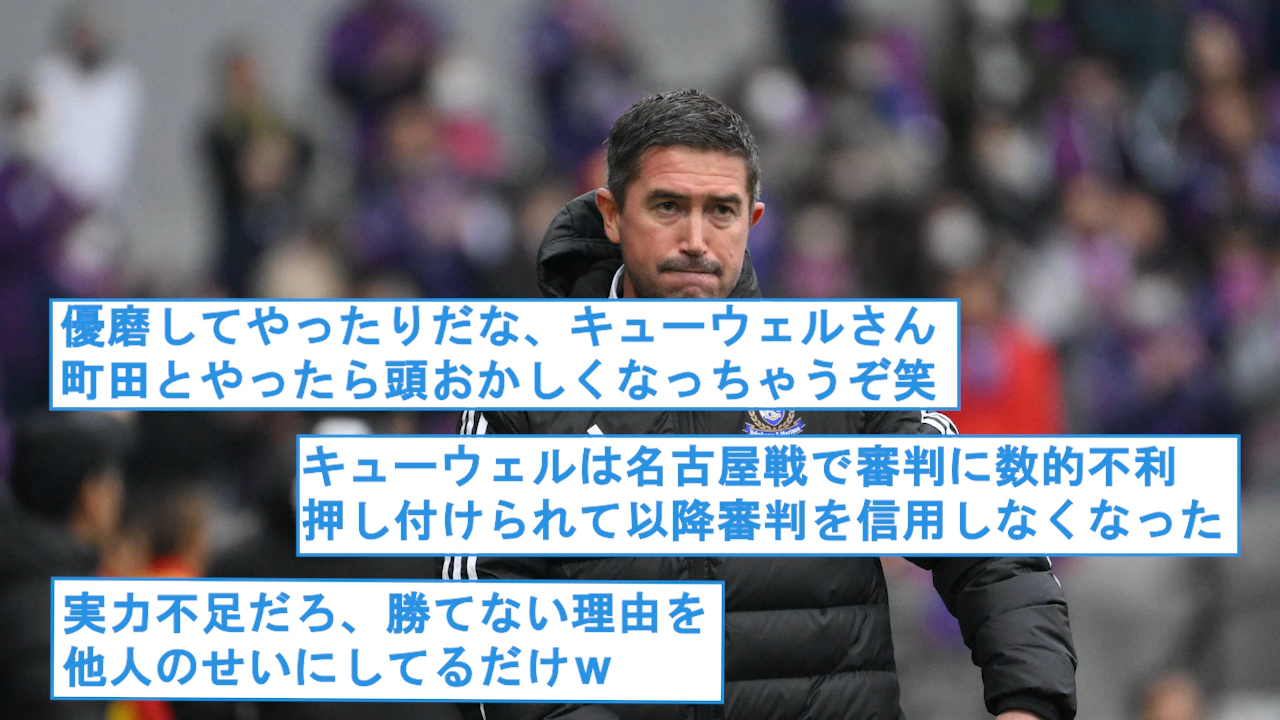 優磨してやったりだな、キューウェルさん
町田とやったら頭おかしくなっちゃうぞ笑
キューウェルは名古屋戦で審判に数的不利
押し付けられて以降審判を信用しなくなった
実力不足だろ、勝てない理由を
他人のせいにしてるだけw